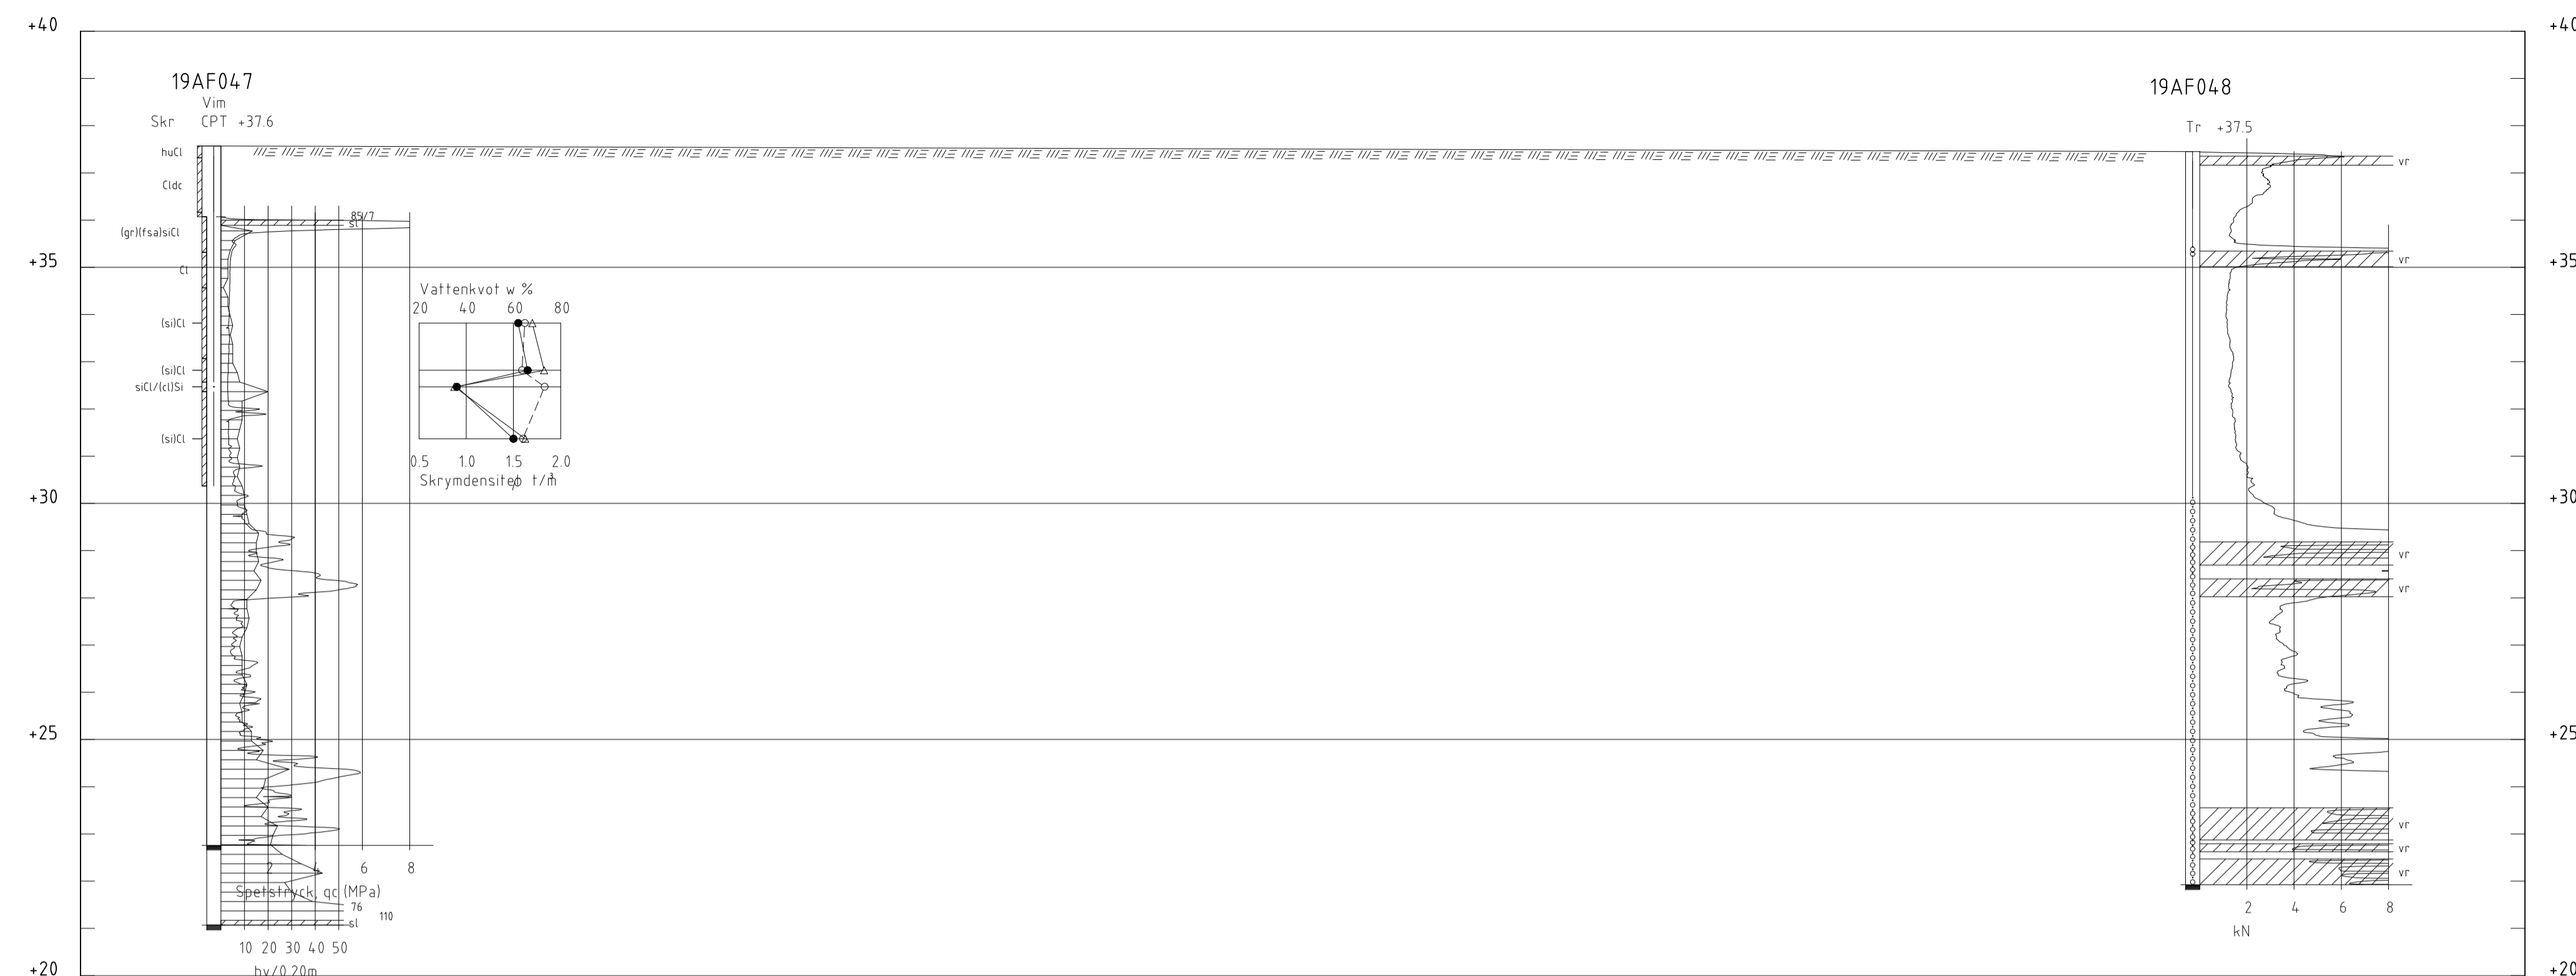 +40
+40
19AF047
19AF048
Vim
Skr CPT +37.6
Tr +37.5
huCl
vr
Cldc
85/7
sl
(gr)(fsa)siCl
+35
Cl
vr
+35
Vattenkvot w %
20 40 60 80
(si)Cl
(si)Cl
siCl/(cl)Si
(si)Cl
0.5 1.0 1.5 2.0
Skrymdensitet ρ t/m³
+30
+30
vr
vr
+25
+25
vr
vr
2 4 6 8
vr
Spetstryck, qc (MPa)
76
110
sl
2 4 6 8
kN
10 20 30 40 50
hv/0.20m
+20
+20